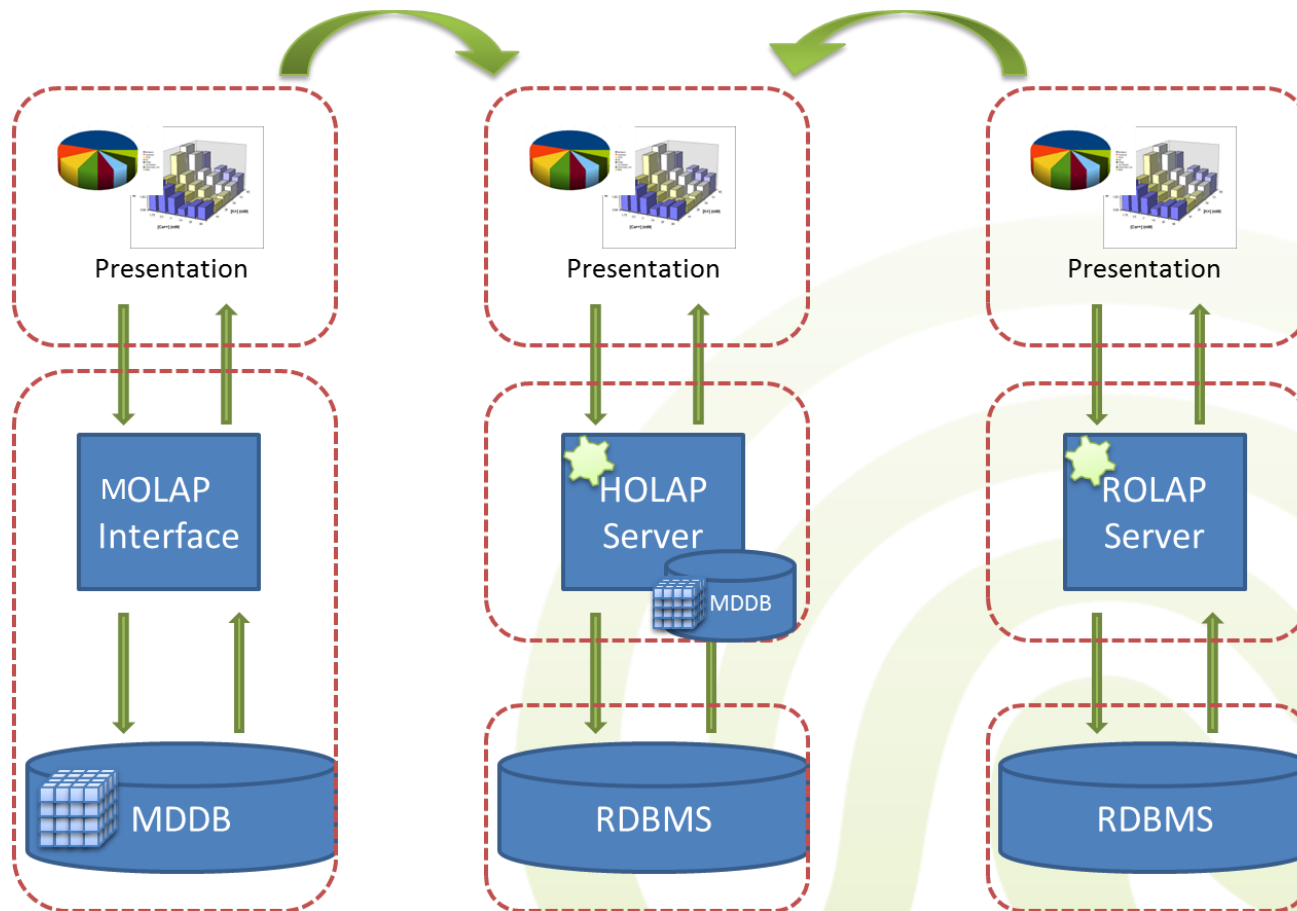 Presentation
Presentation
Presentation
MOLAP
Interface
HOLAP
Server
MDDB
ROLAP
Server
MDDB
RDBMS
RDBMS